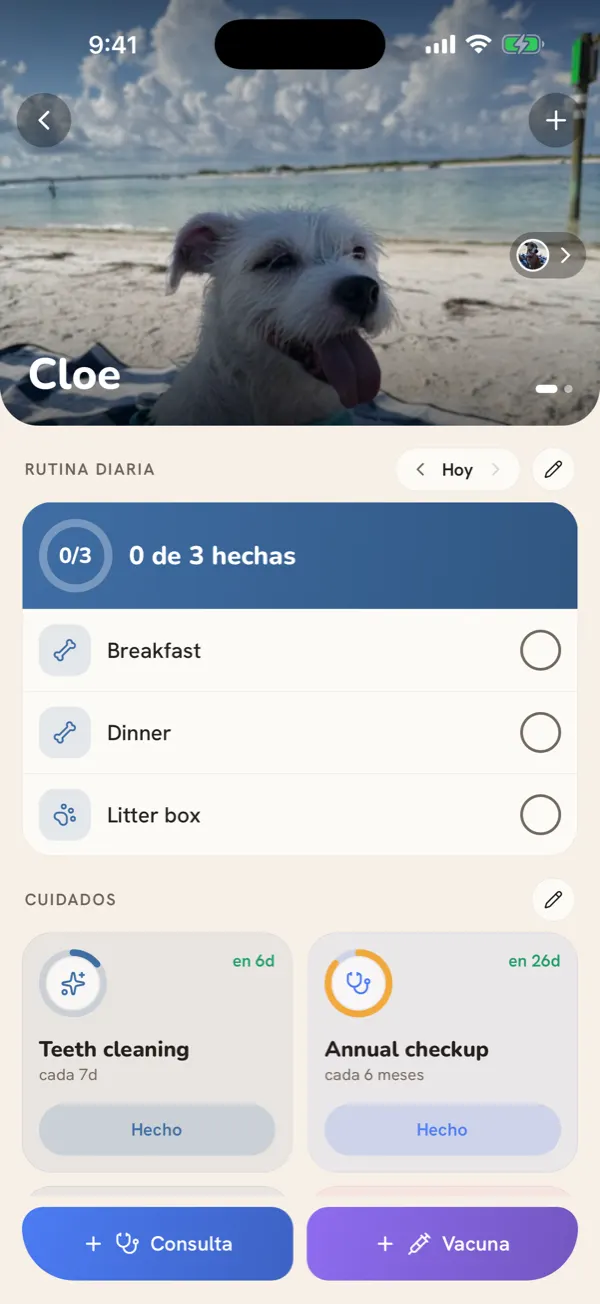 9:41
Cloe
RUTINA DIARIA
Hoy
0/3
0 de 3 hechas
Breakfast
Dinner
Litter box
CUIDADOS
en 6d
Teeth cleaning
cada 7d
Hecho
en 26d
Annual checkup
cada 6 meses
Hecho
+ Consulta
+ Vacuna